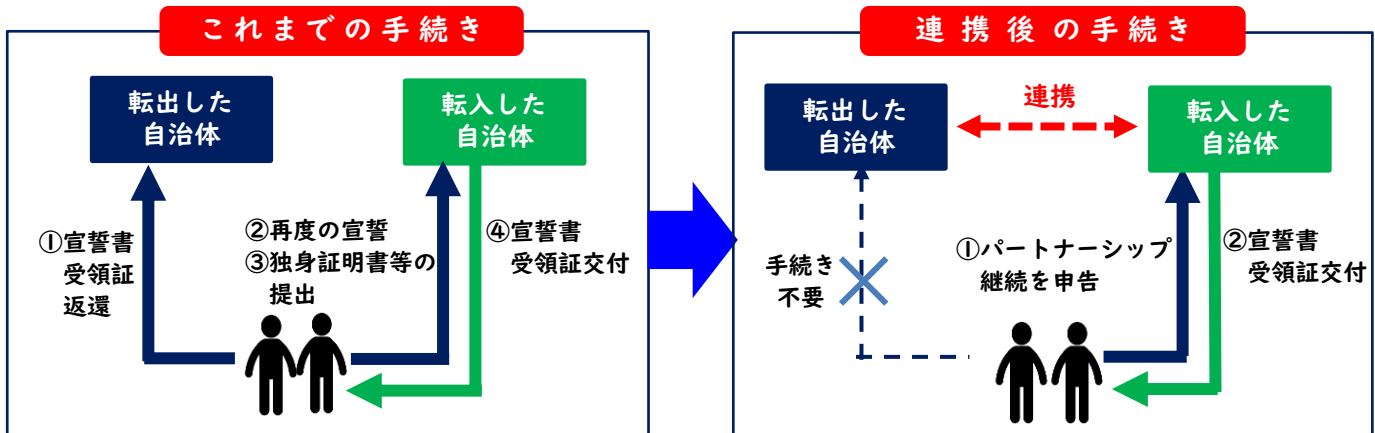 これまでの手続き
転出した
自治体
転入した
自治体
①宣誓書
受領証
返還
②再度の宣誓
③独身証明書等の
提出
④宣誓書
受領証交付
連携後の手続き
転出した
自治体
連携
転入した
自治体
手続き
不要
①パートナーシップ
継続を申告
②宣誓書
受領証交付